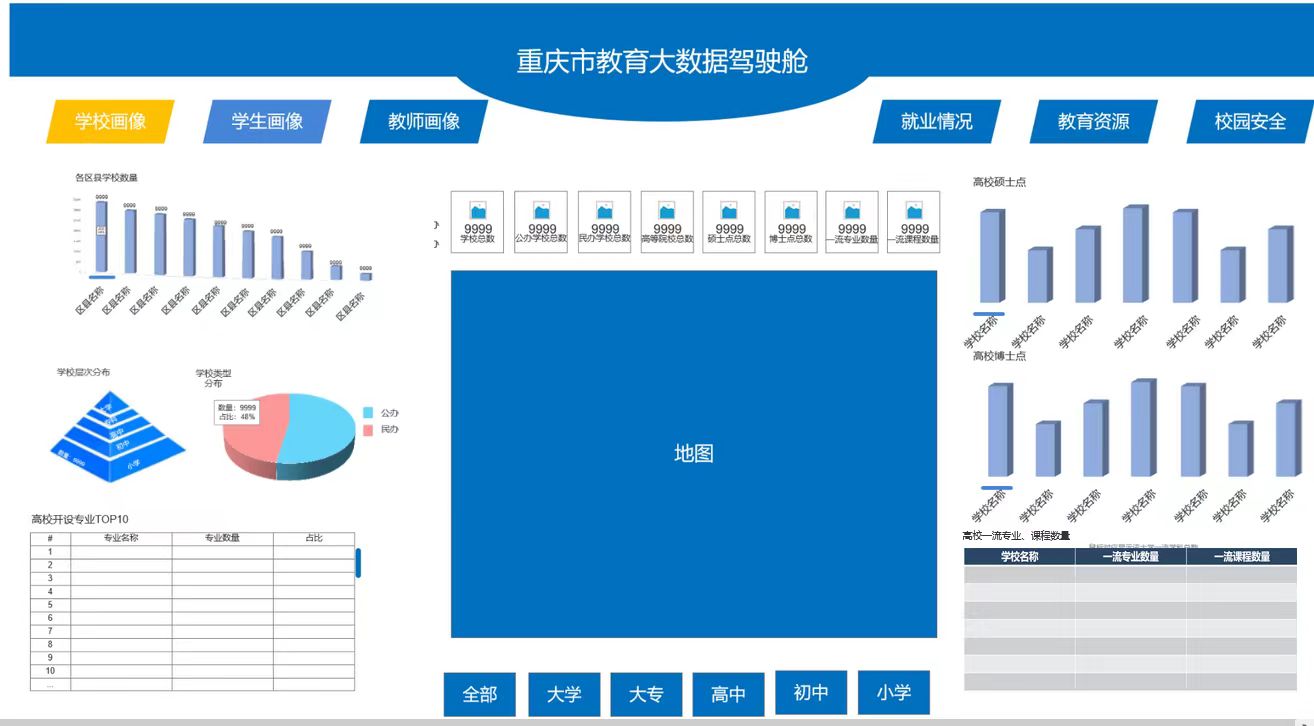 重庆市教育大数据驾驶舱
学校画像
学生画像
教师画像
就业情况
教育资源
校园安全
各区县学校数量
9999
9999
9999
9999
9999
9999
9999
9999
9999
9999
区县名称
区县名称
区县名称
区县名称
区县名称
区县名称
区县名称
区县名称
区县名称
区县名称
学校层次分布
高中
初中
小学
数量：9999
学校类型
分布
数量：9999
占比：48%
公办
民办
高校开设专业TOP10
# 专业名称 专业数量 占比
1
2
3
4
5
6
7
8
9
10
...
9999
学校总数
9999
公办学校总数
9999
民办学校总数
9999
高等院校总数
9999
硕士点总数
9999
博士点总数
9999
一流专业数量
9999
一流课程数量
地图
全部
大学
大专
高中
初中
小学
高校硕士点
学校名称
学校名称
学校名称
学校名称
学校名称
学校名称
学校名称
高校博士点
学校名称
学校名称
学校名称
学校名称
学校名称
学校名称
学校名称
高校一流专业、课程数量
学校名称 一流专业数量 一流课程数量